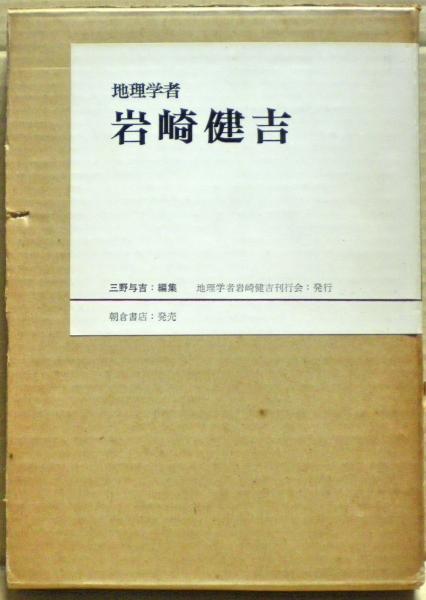 地理学者
岩崎健吉
三野与吉：編集　地理学者岩崎健吉刊行会：発行
朝倉書店：発売